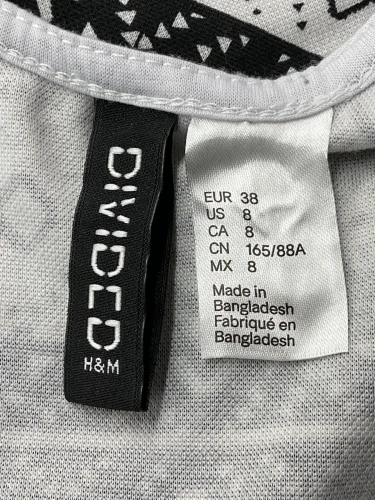 DIVIDED
H&M
EUR 38
US 8
CA 8
CN 165/88A
MX 8
Made in
Bangladesh
Fabriqué en
Bangladesh